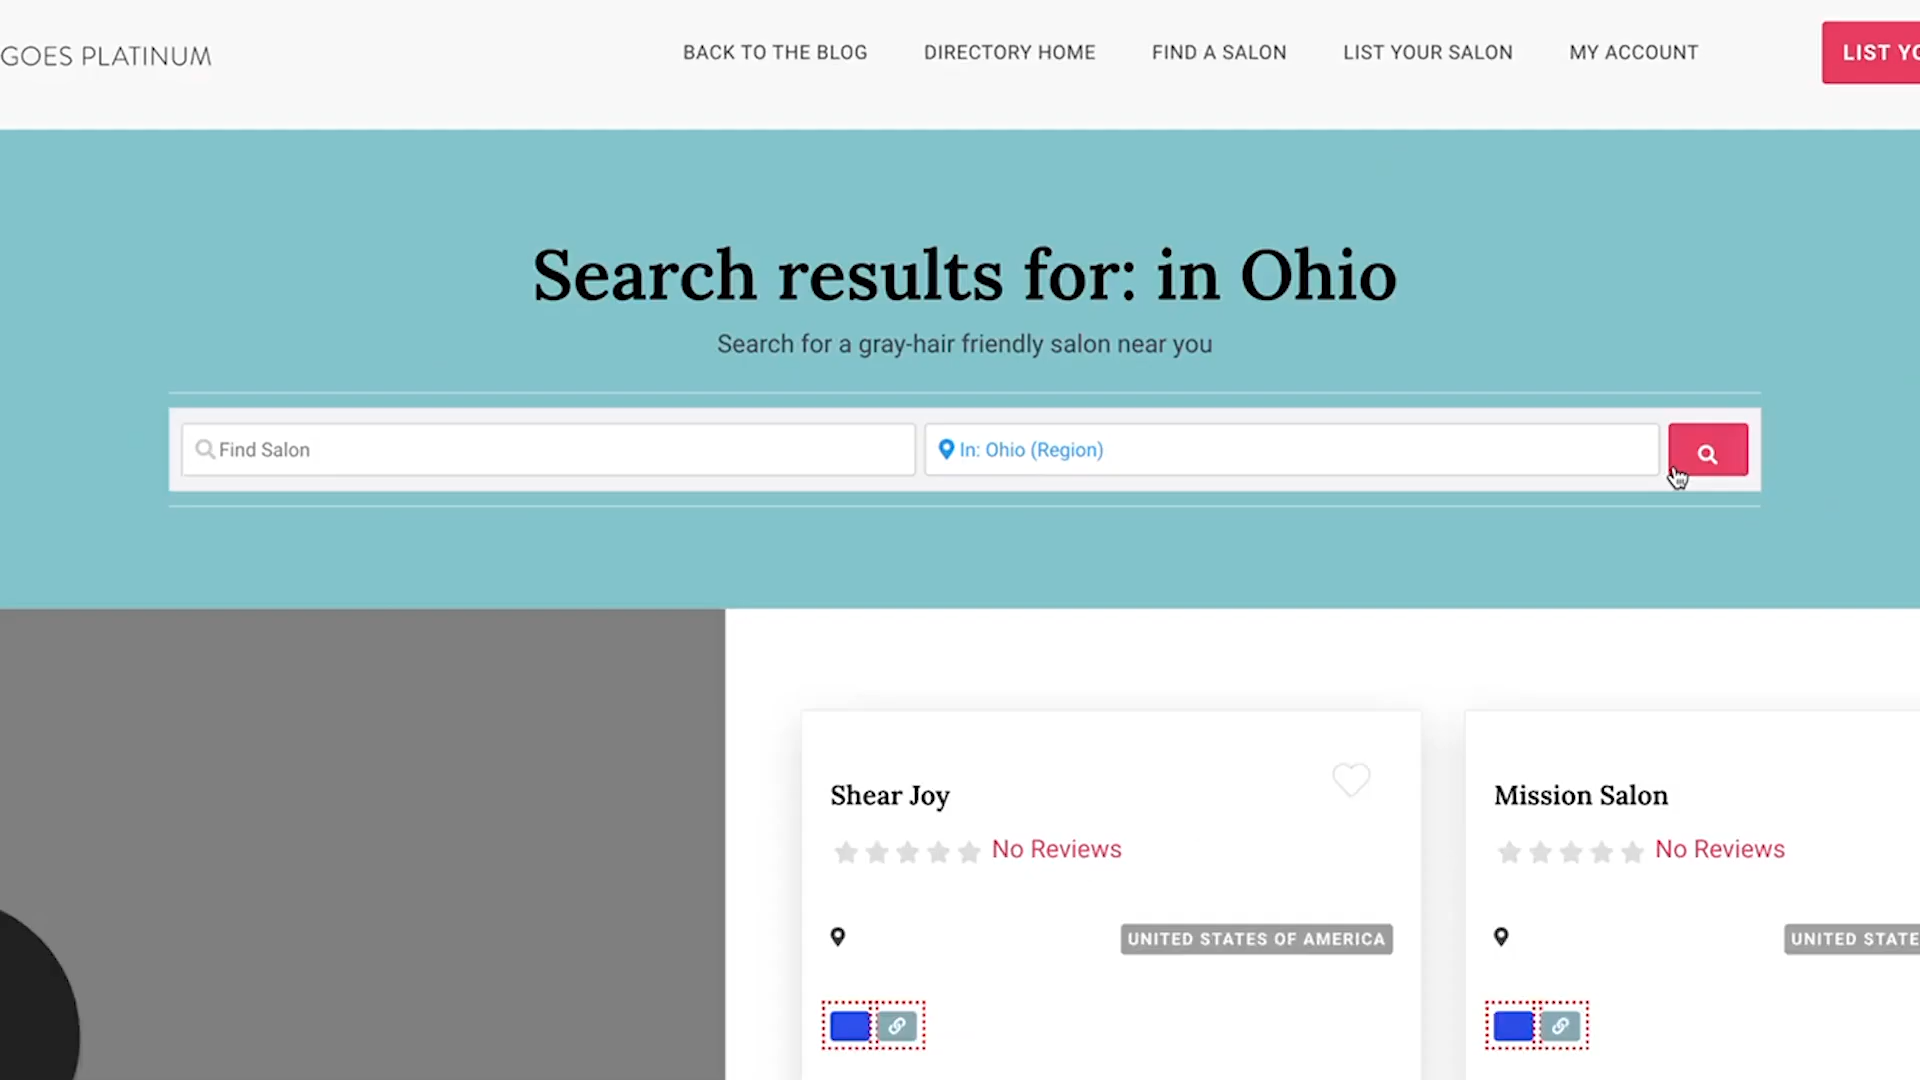 GOES PLATINUM
BACK TO THE BLOG
DIRECTORY HOME
FIND A SALON
LIST YOUR SALON
MY ACCOUNT
LIST YO
Search results for: in Ohio
Search for a gray-hair friendly salon near you
Find Salon
In: Ohio (Region)
Shear Joy
No Reviews
UNITED STATES OF AMERICA
Mission Salon
No Reviews
UNITED STATE